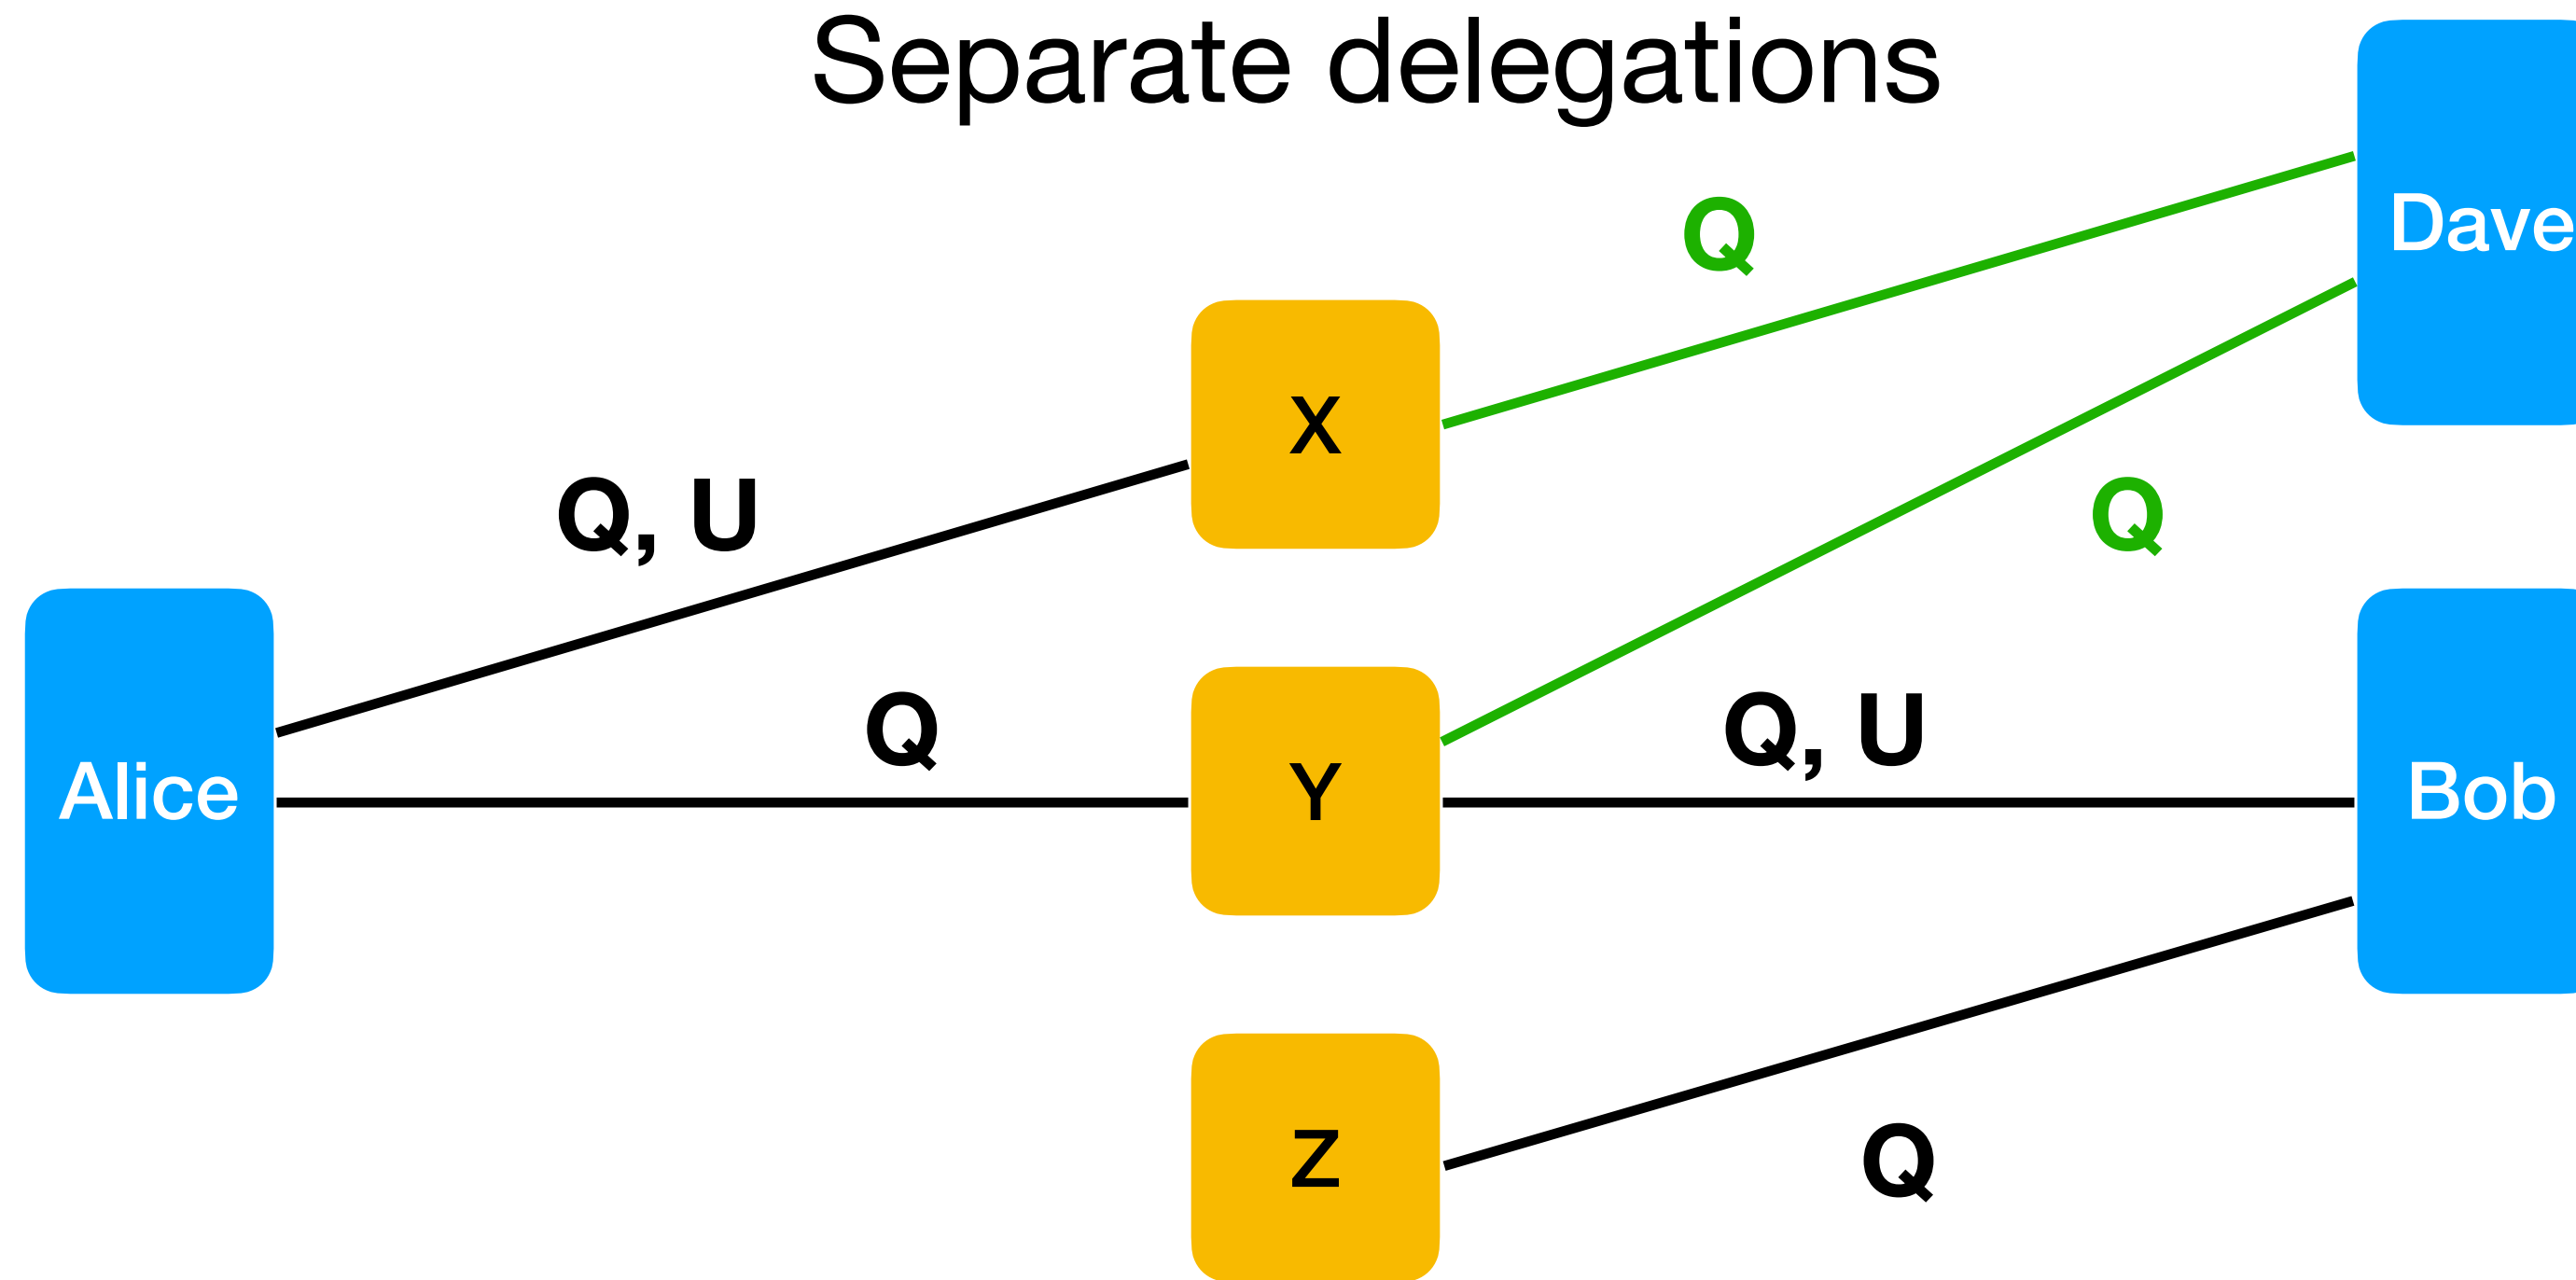 Separate delegations
Dave
Q
X
Q, U
Q
Alice
Q
Y
Q, U
Bob
Z
Q